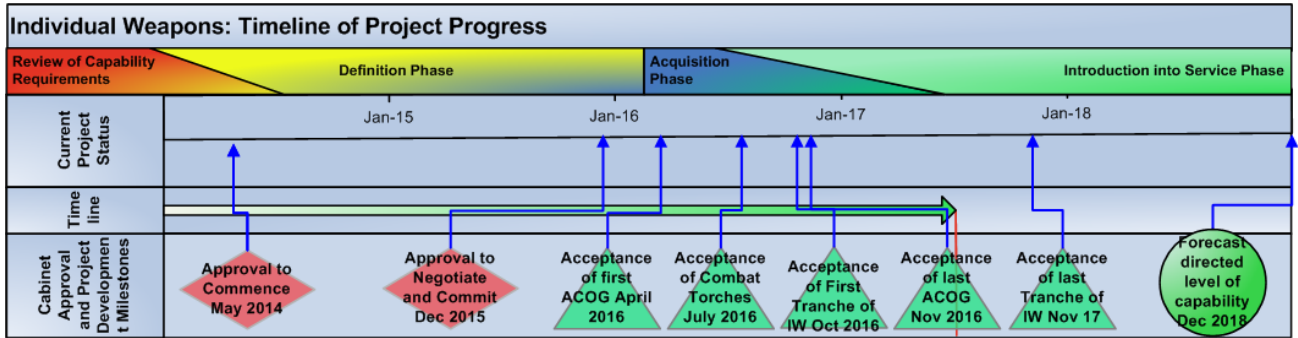 Individual Weapons: Timeline of Project Progress
Review of Capability
Requirements
Definition Phase
Acquisition
Phase
Introduction into Service Phase
Current
Project
Status
Jan-15
Jan-16
Jan-17
Jan-18
Time
line
Cabinet
Approval
and Project
Developmen
t Milestones
Approval to
Commence
May 2014
Approval to
Negotiate
and Commit
Dec 2015
Acceptance
of first
ACOG April
2016
Acceptance
of Combat
Torches
July 2016
Acceptance
of First
Tranche of
IW Oct 2016
Acceptance
of last
ACOG
Nov 2016
Acceptance
of last
Tranche of
IW Nov 17
Forecast
directed
level of
capability
Dec 2018